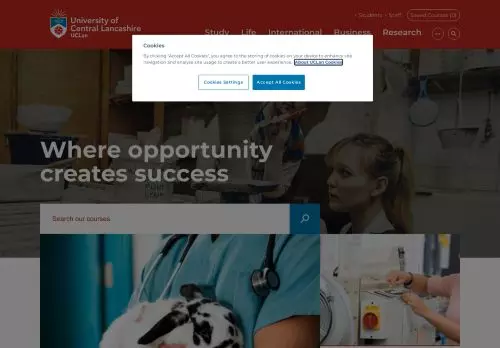 University of
Central Lancashire
UCLan
Students
Staff
Saved Courses (0)
Study
Life
International
Business
Research
Cookies
By clicking "Accept All Cookies", you agree to the storing of cookies on your device to enhance site
navigation and analyse site usage to create a better user experience. About UCLan Cookies
Cookies Settings
Accept All Cookies
Where opportunity
creates success
Search our courses